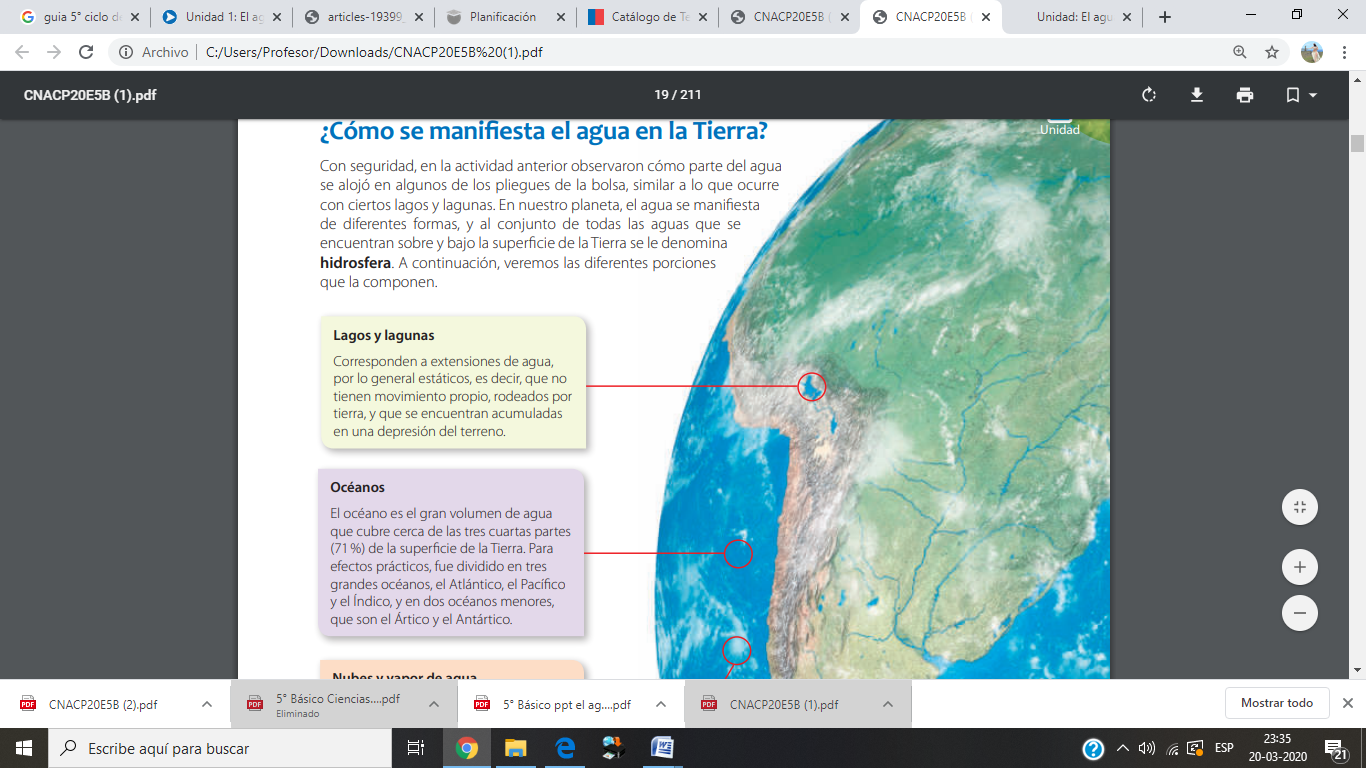 guia 5° ciclo d
Unidad 1: El ag
articles-19399_
Planificación
Catálogo de Te
CNACP20E5B (
CNACP20E5B (
Unidad: El agu
Archivo
C:/Users/Profesor/Downloads/CNACP20E5B%20(1).pdf
CNACP20E5B (1).pdf
19 / 211
¿Cómo se manifiesta el agua en la Tierra?
Unidad
Con seguridad, en la actividad anterior observaron cómo parte del agua
se alojó en algunos de los pliegues de la bolsa, similar a lo que ocurre
con ciertos lagos y lagunas. En nuestro planeta, el agua se manifiesta
de diferentes formas, y al conjunto de todas las aguas que se
encuentran sobre y bajo la superficie de la Tierra se le denomina
hidrosfera. A continuación, veremos las diferentes porciones
que la componen.
Lagos y lagunas
Corresponden a extensiones de agua,
por lo general estáticos, es decir, que no
tienen movimiento propio, rodeados por
tierra, y que se encuentran acumuladas
en una depresión del terreno.
Océanos
El océano es el gran volumen de agua
que cubre cerca de las tres cuartas partes
(71 %) de la superficie de la Tierra. Para
efectos prácticos, fue dividido en tres
grandes océanos, el Atlántico, el Pacífico
y el Índico, y en dos océanos menores,
que son el Ártico y el Antártico.
Nubes y vapor de agua
CNACP20E5B (2).pdf
5° Básico Ciencias....pdf
Eliminado
5° Básico ppt el ag....pdf
CNACP20E5B (1).pdf
Mostrar todo
Escribe aquí para buscar
ESP
23:35
20-03-2020
21